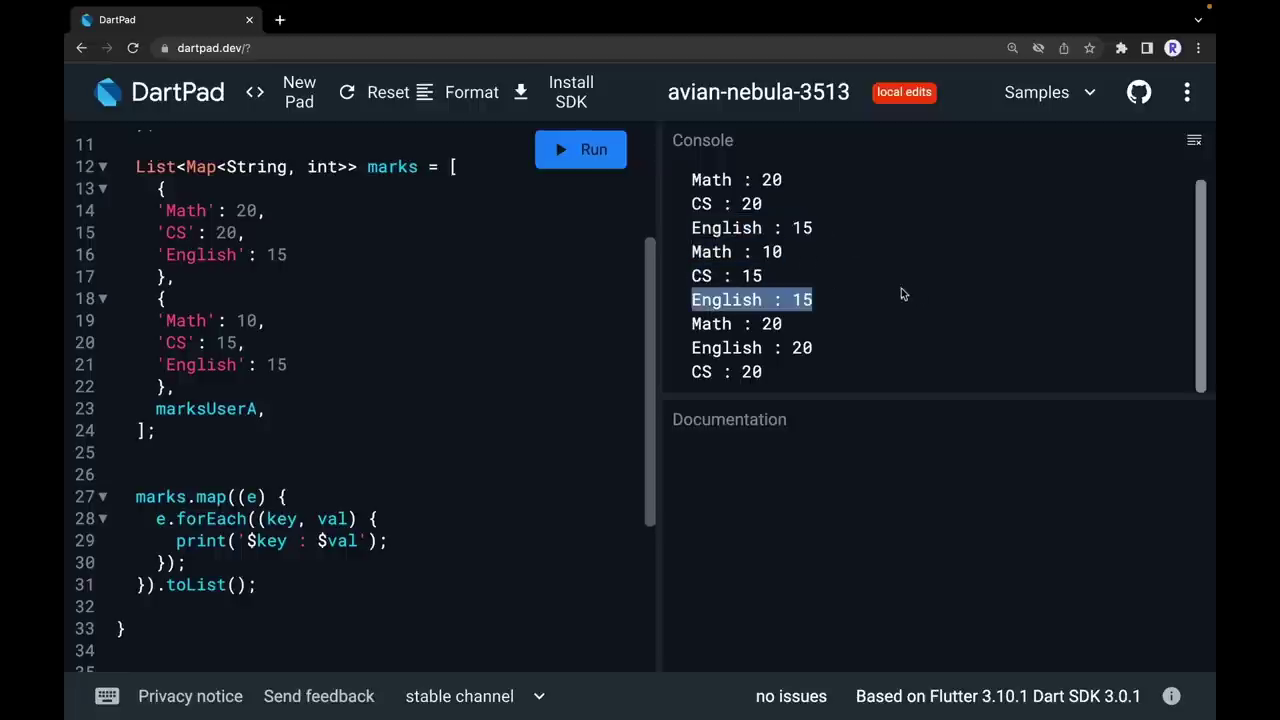 DartPad
dartpad.dev/?
DartPad
<> New Pad
Reset
Format
Install SDK
avian-nebula-3513
local edits
Samples
11
12 List<Map<String, int>> marks = [
13 {
14 'Math': 20,
15 'CS': 20,
16 'English': 15
17 },
18 {
19 'Math': 10,
20 'CS': 15,
21 'English': 15
22 },
23 marksUserA,
24 ];
25
26
27 marks.map((e) {
28 e.forEach((key, val) {
29 print('$key : $val');
30 });
31 }).toList();
32
33 }
34
35
Run
Console
Math : 20
CS : 20
English : 15
Math : 10
CS : 15
English : 15
Math : 20
English : 20
CS : 20
Documentation
Privacy notice
Send feedback
stable channel
no issues
Based on Flutter 3.10.1 Dart SDK 3.0.1